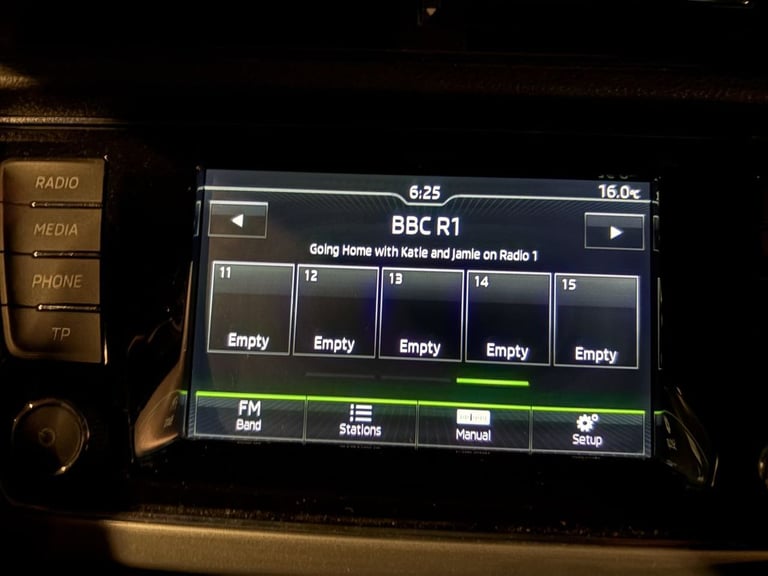 RADIO
MEDIA
PHONE
TP
6:25
16.0°C
BBC R1
Going Home with Katie and Jamie on Radio 1
11
12
13
14
15
Empty
Empty
Empty
Empty
Empty
FM
Band
Stations
Manual
Setup